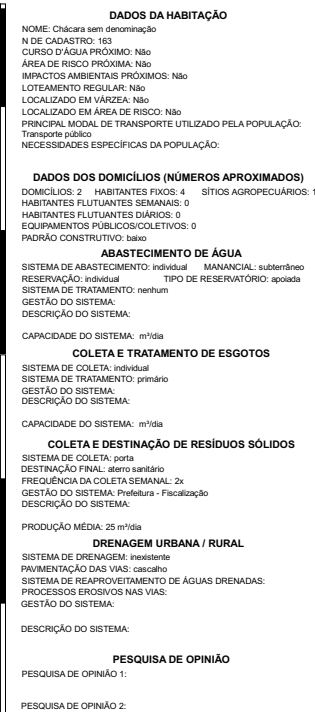 DADOS DA HABITAÇÃO
NOME: Chácara sem denominação
N DE CADASTRO: 163
CURSO D'ÁGUA PRÓXIMO: Não
ÁREA DE RISCO PRÓXIMA: Não
IMPACTOS AMBIENTAIS PRÓXIMOS: Não
LOTEAMENTO REGULAR: Não
LOCALIZADO EM VÁRZEA: Não
LOCALIZADO EM ÁREA DE RISCO: Não
PRINCIPAL MODAL DE TRANSPORTE UTILIZADO PELA POPULAÇÃO:
Transporte público
NECESSIDADES ESPECÍFICAS DA POPULAÇÃO:
DADOS DOS DOMICÍLIOS (NÚMEROS APROXIMADOS)
DOMICÍLIOS: 2 HABITANTES FIXOS: 4 SÍTIOS AGROPECUÁRIOS: 1
HABITANTES FLUTUANTES SEMANAIS: 0
HABITANTES FLUTUANTES DIÁRIOS: 0
EQUIPAMENTOS PÚBLICOS/COLETIVOS: 0
PADRÃO CONSTRUTIVO: baixo
ABASTECIMENTO DE ÁGUA
SISTEMA DE ABASTECIMENTO: individual MANANCIAL: subterrâneo
RESERVAÇÃO: individual TIPO DE RESERVATÓRIO: apoiada
SISTEMA DE TRATAMENTO: nenhum
GESTÃO DO SISTEMA:
DESCRIÇÃO DO SISTEMA:
CAPACIDADE DO SISTEMA: m³/dia
COLETA E TRATAMENTO DE ESGOTOS
SISTEMA DE COLETA: individual
SISTEMA DE TRATAMENTO: primário
GESTÃO DO SISTEMA:
DESCRIÇÃO DO SISTEMA:
CAPACIDADE DO SISTEMA: m³/dia
COLETA E DESTINAÇÃO DE RESÍDUOS SÓLIDOS
SISTEMA DE COLETA: porta
DESTINAÇÃO FINAL: aterro sanitário
FREQUÊNCIA DA COLETA SEMANAL: 2x
GESTÃO DO SISTEMA: Prefeitura - Fiscalização
DESCRIÇÃO DO SISTEMA:
PRODUÇÃO MÉDIA: 25 m³/dia
DRENAGEM URBANA / RURAL
SISTEMA DE DRENAGEM: inexistente
PAVIMENTAÇÃO DAS VIAS: cascalho
SISTEMA DE REAPROVEITAMENTO DE ÁGUAS DRENADAS:
PROCESSOS EROSIVOS NAS VIAS:
GESTÃO DO SISTEMA:
DESCRIÇÃO DO SISTEMA:
PESQUISA DE OPINIÃO
PESQUISA DE OPINIÃO 1:
PESQUISA DE OPINIÃO 2: